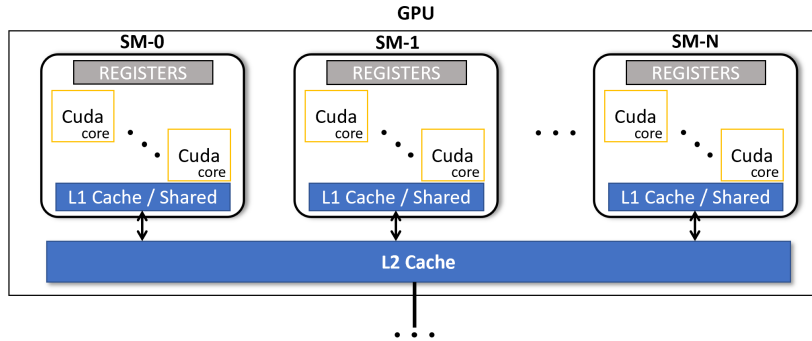 GPU
SM-0
REGISTERS
Cuda
core
Cuda
core
L1 Cache / Shared
SM-1
REGISTERS
Cuda
core
Cuda
core
L1 Cache / Shared
SM-N
REGISTERS
Cuda
core
Cuda
core
L1 Cache / Shared
L2 Cache